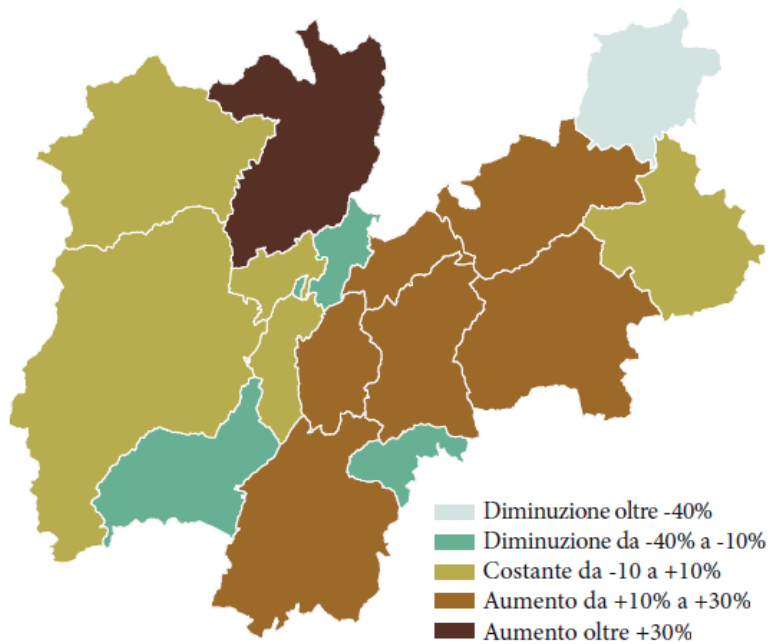 Diminuzione oltre -40%
Diminuzione da -40% a -10%
Costante da -10 a +10%
Aumento da +10% a +30%
Aumento oltre +30%